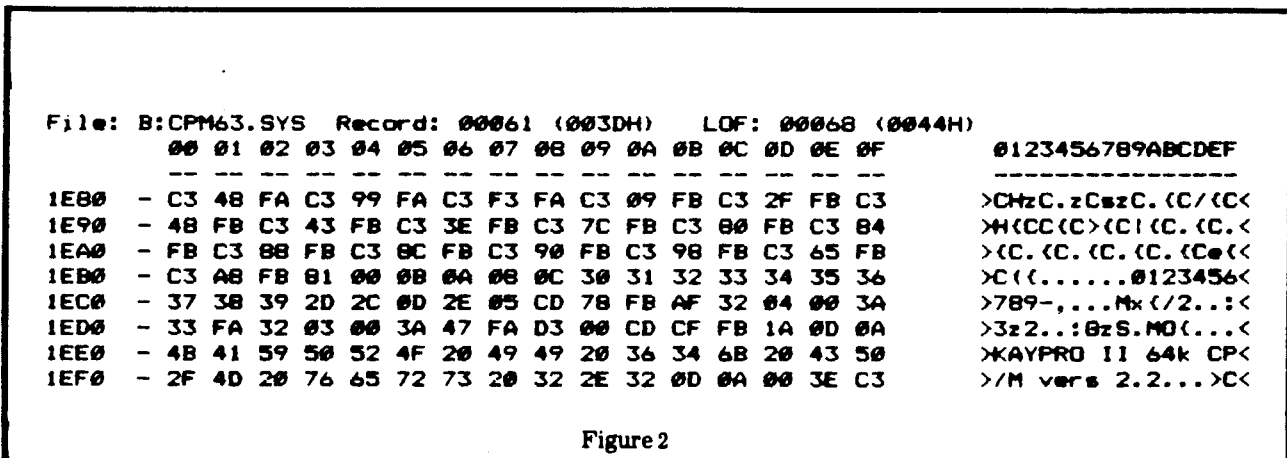 File: B:CPM63.SYS Record: 00061 (003DH) LOF: 00068 (0044H)
00 01 02 03 04 05 06 07 08 09 0A 0B 0C 0D 0E 0F 0123456789ABCDEF
-- -- -- -- -- -- -- -- -- -- -- -- -- -- -- -- ----------------
1E80 - C3 48 FA C3 99 FA C3 F3 FA C3 09 FB C3 2F FB C3 >CHzC.zCszC.{C/{C<
1E90 - 48 FB C3 43 FB C3 3E FB C3 7C FB C3 80 FB C3 84 >H{CC{C>{C|{C.{C.<
1EA0 - FB C3 88 FB C3 8C FB C3 90 FB C3 98 FB C3 65 FB >{C.{C.{C.{C.{Ce{<
1EB0 - C3 A8 FB 81 00 0B 0A 08 0C 30 31 32 33 34 35 36 >C({......0123456<
1EC0 - 37 38 39 2D 2C 0D 2E 05 CD 78 FB AF 32 04 00 3A >789-,...Mx{/2..:<
1ED0 - 33 FA 32 03 00 3A 47 FA D3 00 CD CF FB 1A 0D 0A >3z2..:GzS.MO{...<
1EE0 - 4B 41 59 50 52 4F 20 49 49 20 36 34 6B 20 43 50 >KAYPRO II 64k CP<
1EF0 - 2F 4D 20 76 65 72 73 20 32 2E 32 0D 0A 00 3E C3 >/M vers 2.2...>C<
Figure 2